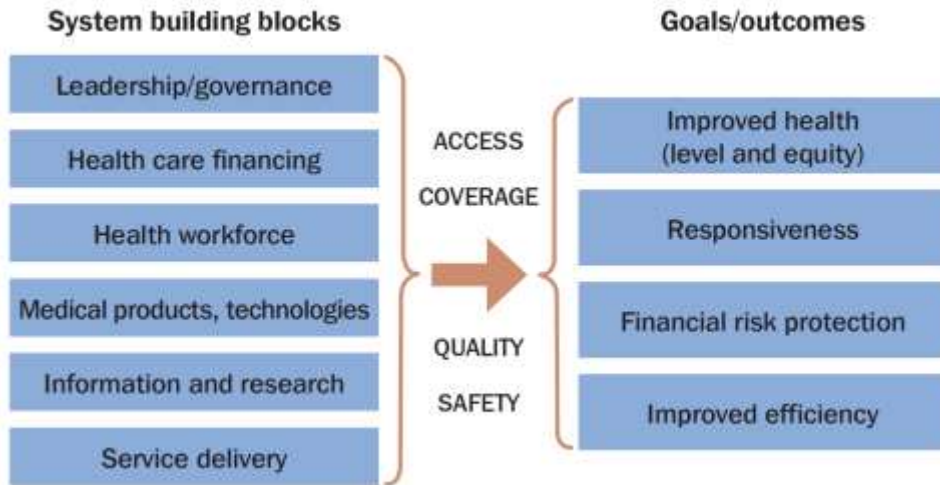 System building blocks
Leadership/governance
Health care financing
Health workforce
Medical products, technologies
Information and research
Service delivery
ACCESS
COVERAGE
QUALITY
SAFETY
Goals/outcomes
Improved health
(level and equity)
Responsiveness
Financial risk protection
Improved efficiency